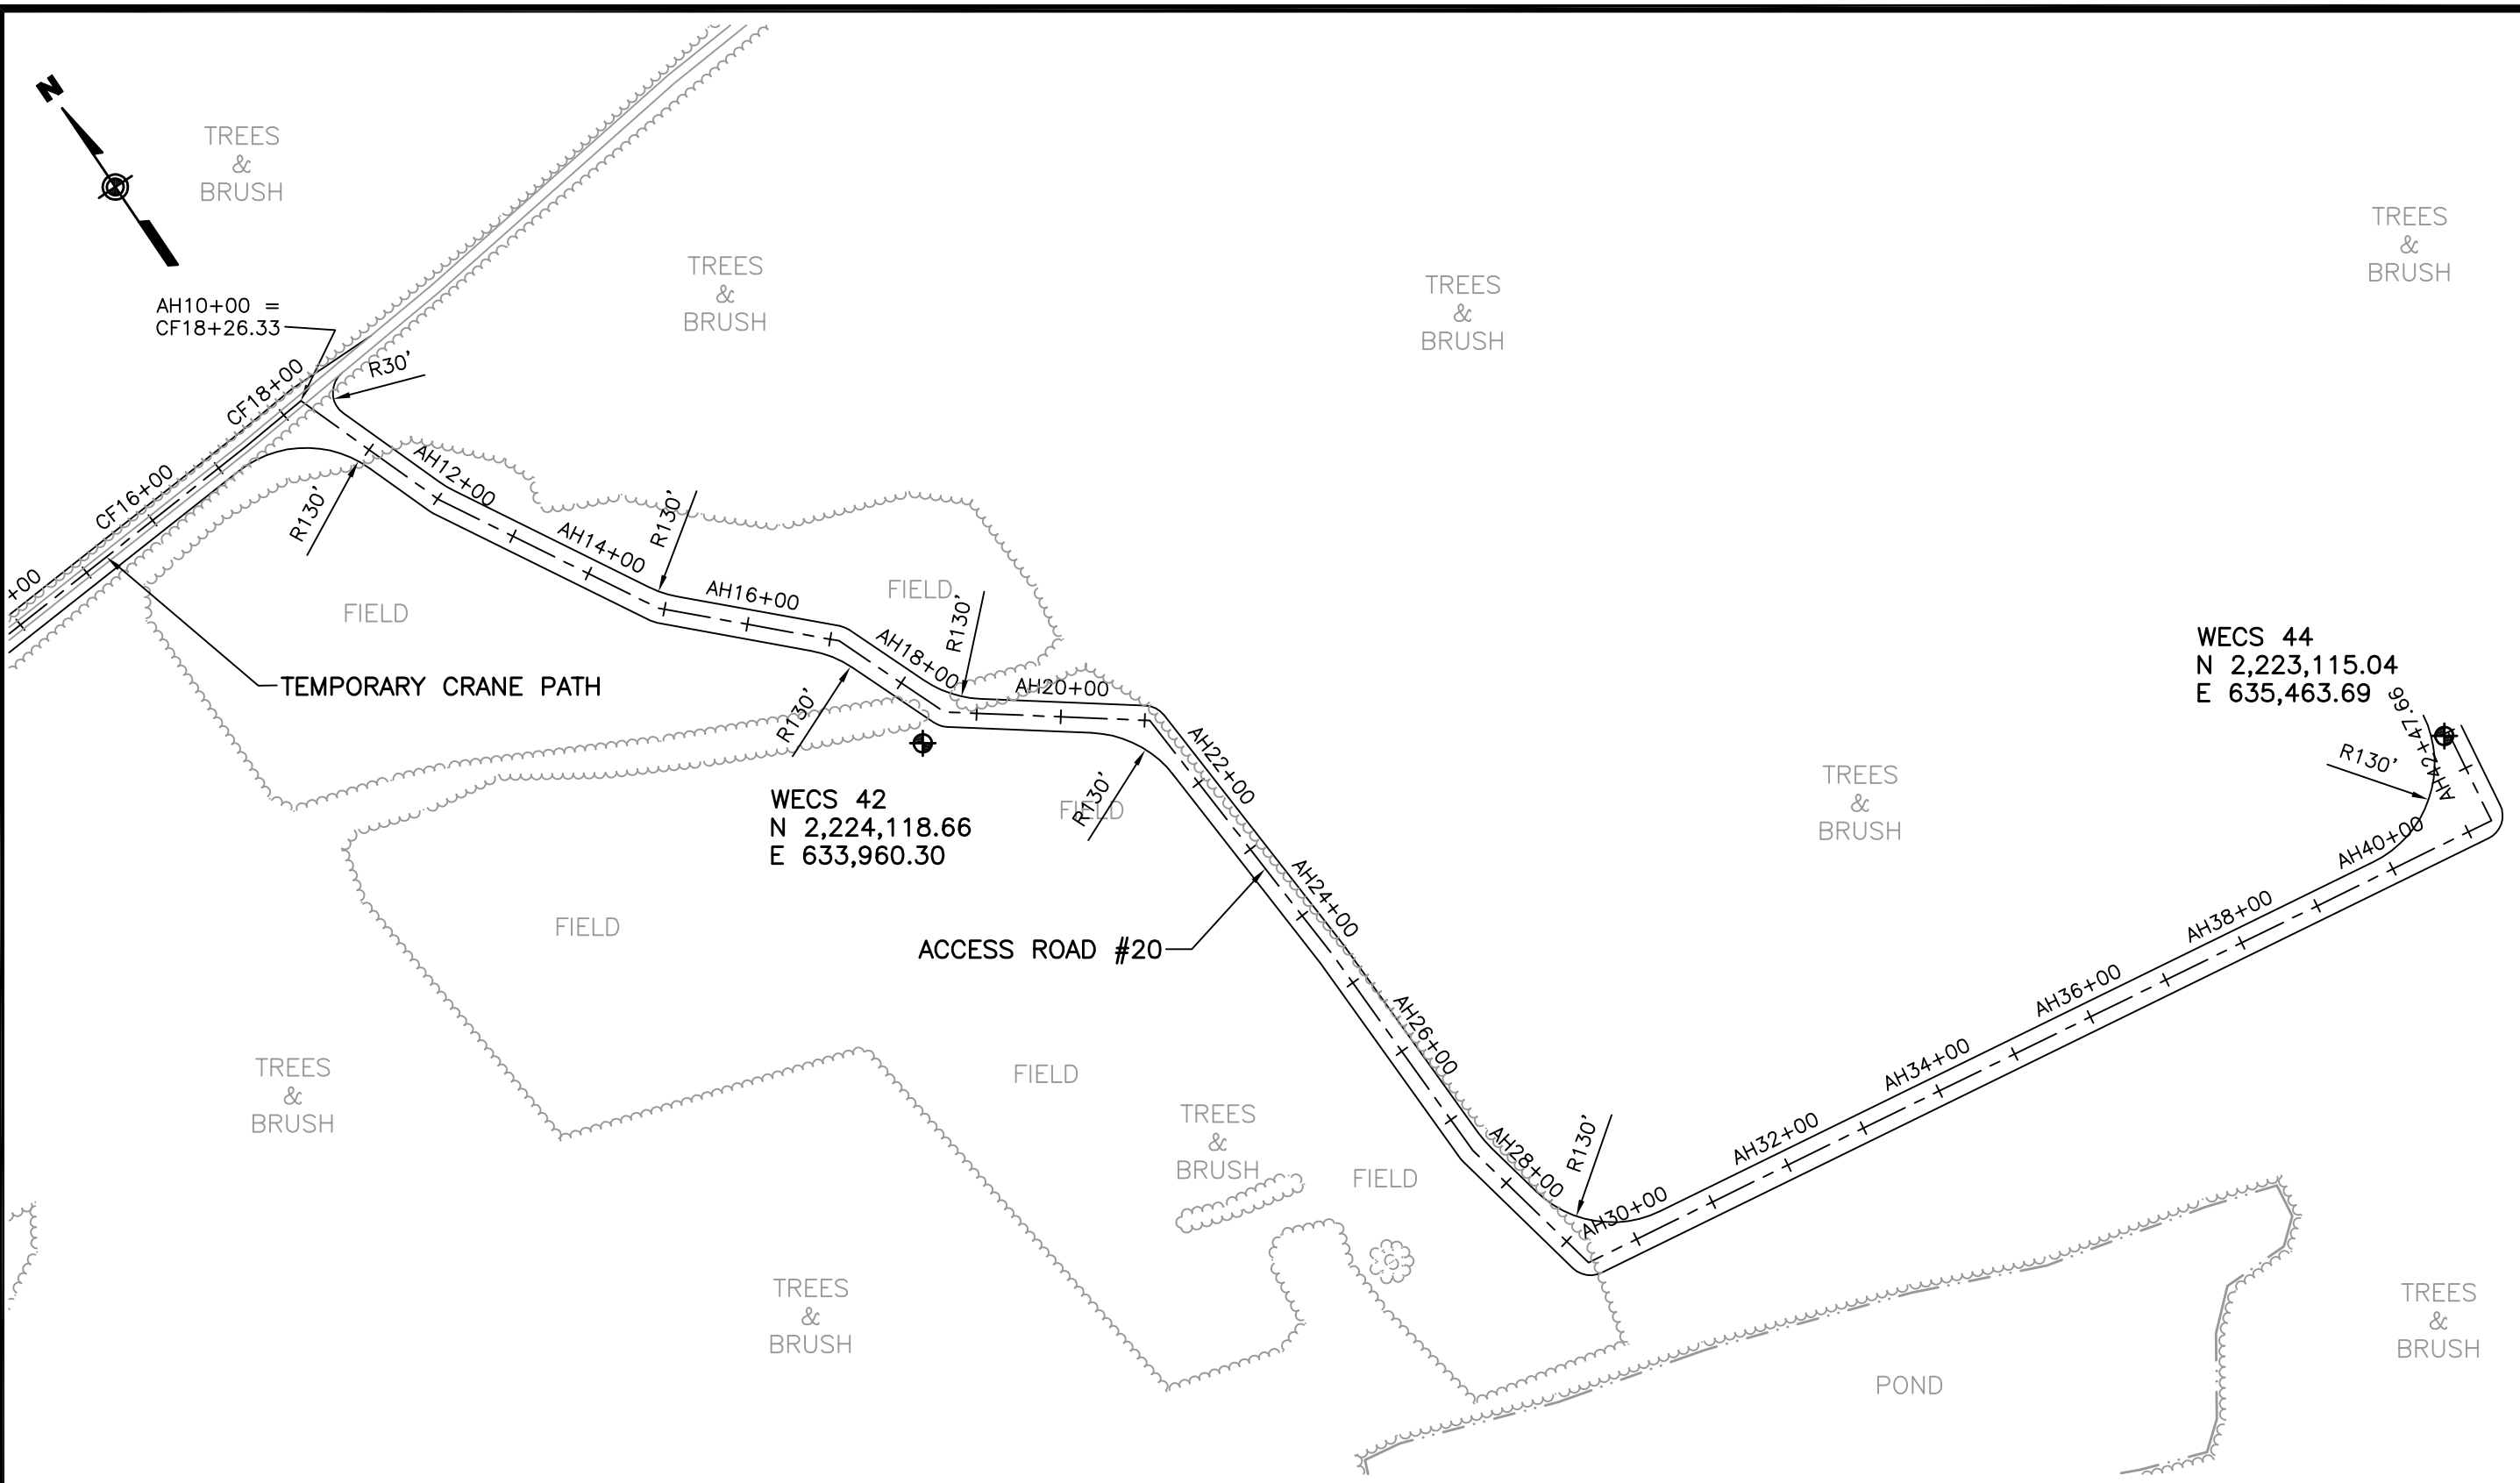 N
TREES
&
BRUSH
TREES
&
BRUSH
TREES
&
BRUSH
TREES
&
BRUSH
AH10+00 =
CF18+26.33
R30'
CF18+00
CF16+00
+00
R130'
AH12+00
AH14+00
R130'
AH16+00
FIELD
FIELD
AH18+00
R130'
R130'
AH20+00
TEMPORARY CRANE PATH
WECS 42
N 2,224,118.66
E 633,960.30
WECS 44
N 2,223,115.04
E 635,463.69
AH42+47.66
R130'
AH22+00
R130'
FIELD
TREES
&
BRUSH
AH24+00
ACCESS ROAD #20
FIELD
AH40+00
AH38+00
AH36+00
AH26+00
AH34+00
FIELD
TREES
&
BRUSH
TREES
&
BRUSH
FIELD
AH28+00
R130'
AH32+00
AH30+00
TREES
&
BRUSH
TREES
&
BRUSH
POND